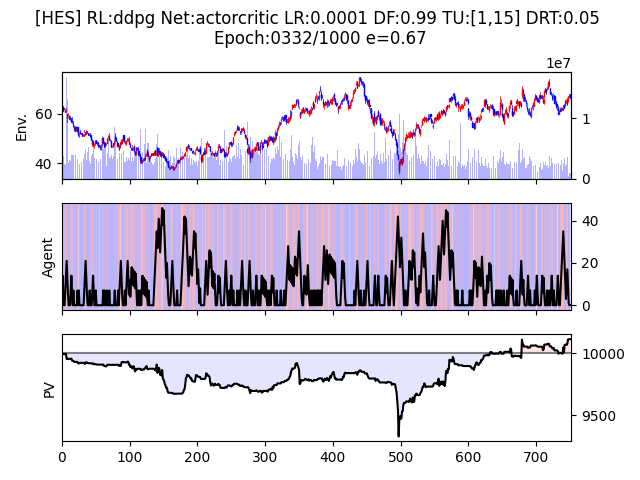 [HES] RL:ddpg Net:actorcritic LR:0.0001 DF:0.99 TU:[1,15] DRT:0.05
Epoch:0332/1000 e=0.67
1e7
Env.
60
40
1
0
Agent
40
20
0
PV
10000
9500
0 100 200 300 400 500 600 700